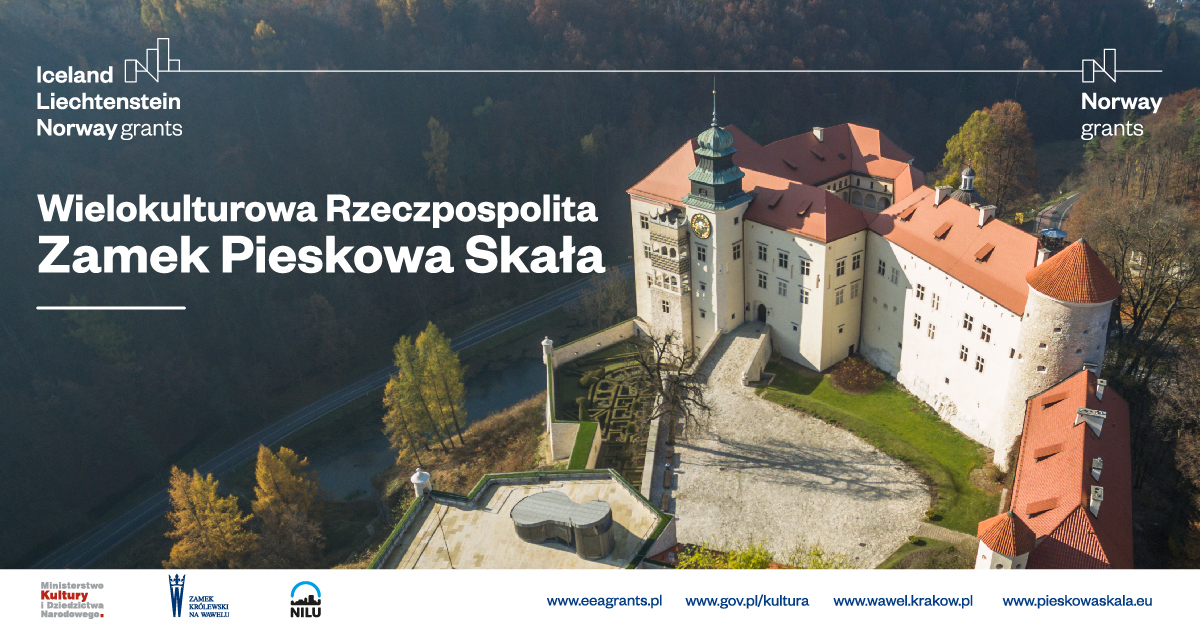 Iceland
Liechtenstein
Norway grants
Norway
grants
Wielokulturowa Rzeczpospolita
Zamek Pieskowa Skała
Ministerstwo
Kultury
i Dziedzictwa
Narodowego.
ZAMEK
KRÓLEWSKI
NA WAWELU
NILU
www.eeagrants.pl
www.gov.pl/kultura
www.wawel.krakow.pl
www.pieskowaskala.eu